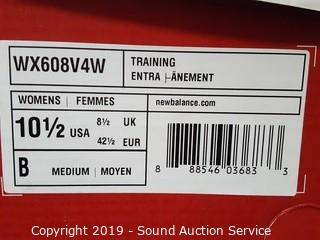 WX608V4W
TRAINING
ENTRA |-ÂNEMENT
WOMENS | FEMMES
newbalance.com
10½ USA 8½ UK
42½ EUR
B MEDIUM | MOYEN
8 88546 03683 3
Copyright 2019 - Sound Auction Service